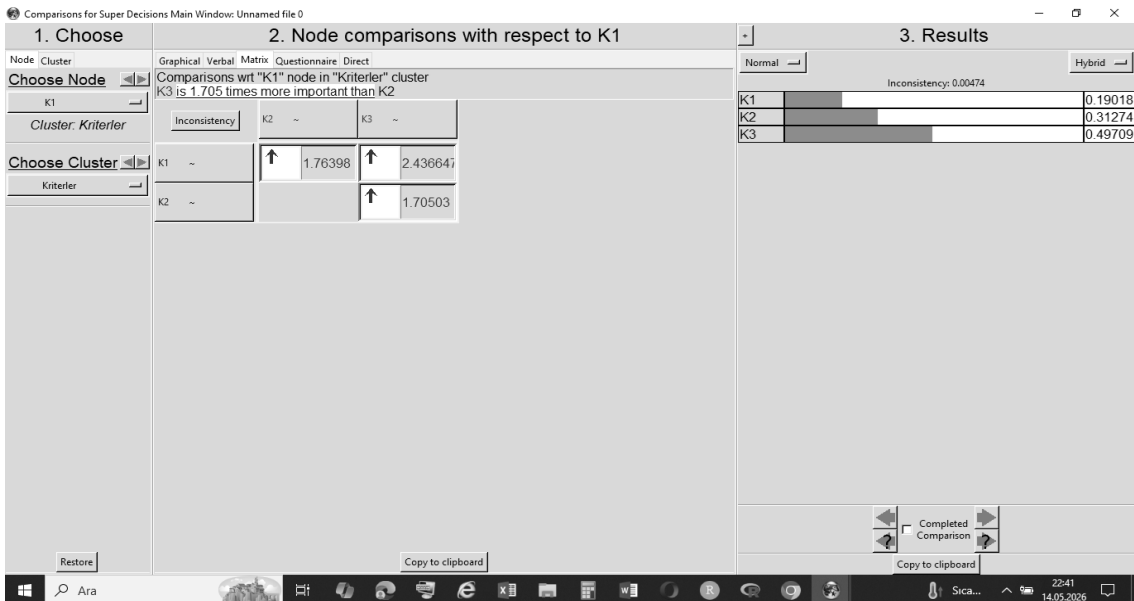 Comparisons for Super Decisions Main Window: Unnamed file 0
1. Choose
Node Cluster
Choose Node
K1
Cluster: Kriterler
Choose Cluster
Kriterler
Restore
2. Node comparisons with respect to K1
Graphical Verbal Matrix Questionnaire Direct
Comparisons wrt "K1" node in "Kriterler" cluster
K3 is 1.705 times more important than K2
Inconsistency K2 ~ K3 ~
K1 ~ 1.76398 2.436647
K2 ~ 1.70503
Copy to clipboard
+ 3. Results
Normal Hybrid
Inconsistency: 0.00474
K1 0.19018
K2 0.31274
K3 0.49709
Completed
Comparison
? ?
Copy to clipboard
Ara
Sıca...
22:41
14.05.2026